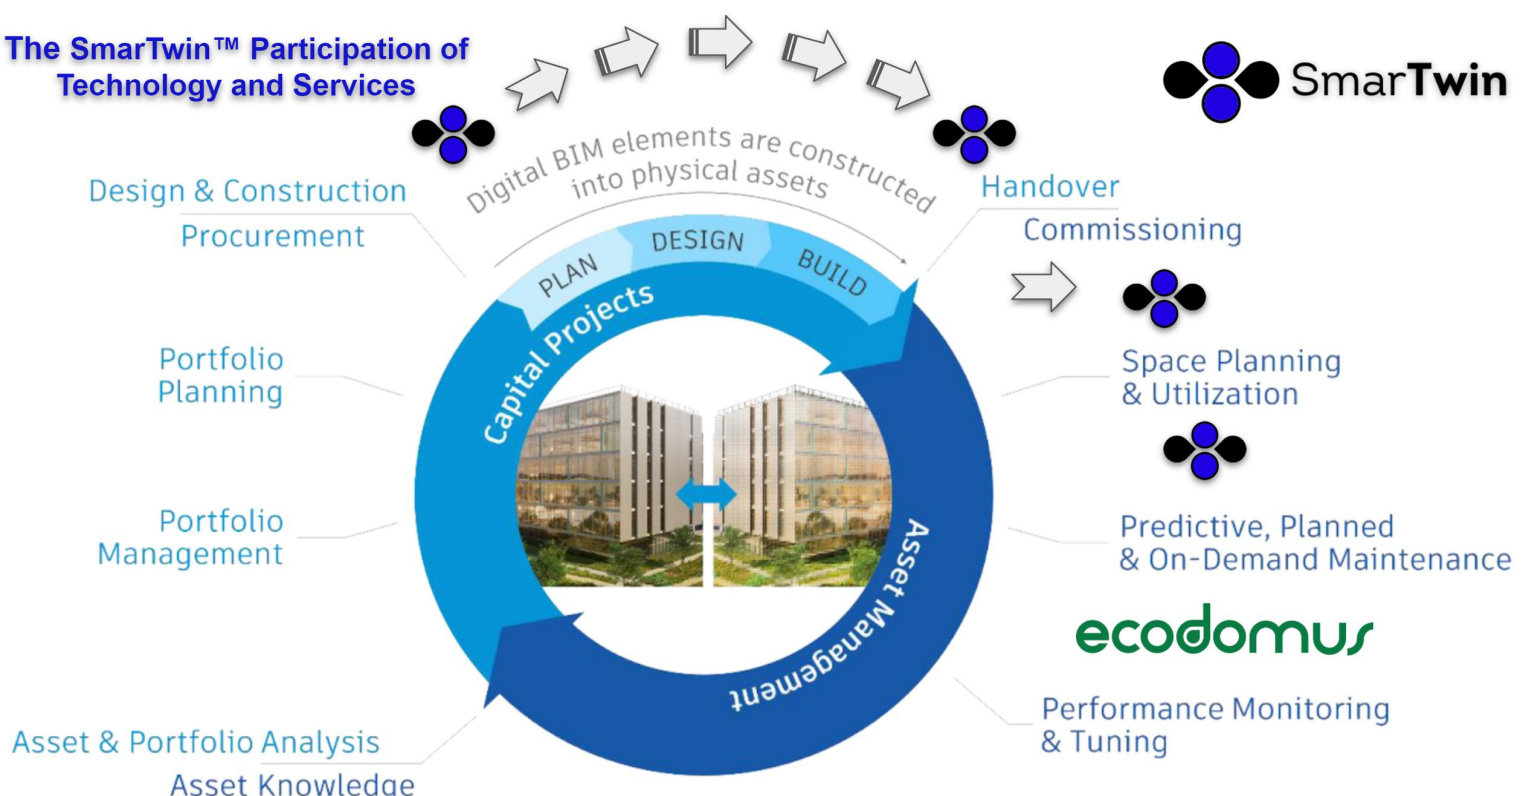 The SmarTwin™ Participation of
Technology and Services
SmarTwin
Digital BIM elements are constructed
into physical assets
Design & Construction
Procurement
Handover
Commissioning
PLAN
DESIGN
BUILD
Capital Projects
Portfolio
Planning
Space Planning
& Utilization
Portfolio
Management
Predictive, Planned
& On-Demand Maintenance
Asset Management
ecodomus
Performance Monitoring
& Tuning
Asset & Portfolio Analysis
Asset Knowledge